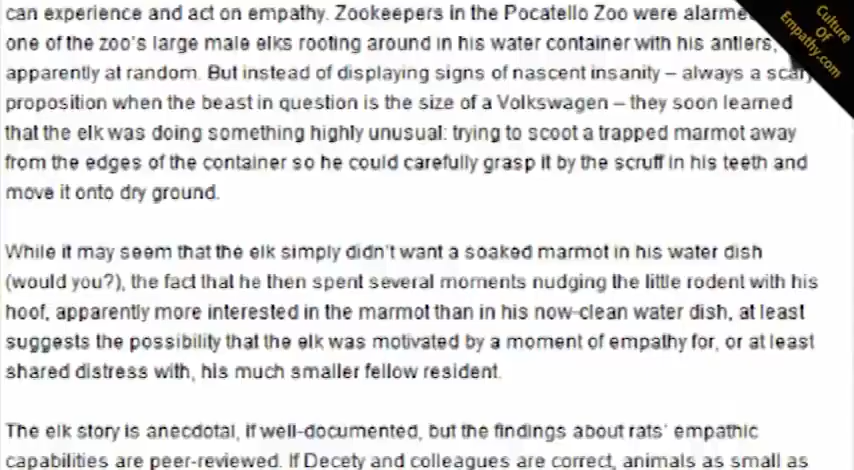 can experience and act on empathy. Zookeepers in the Pocatello Zoo were alarmed
one of the zoo's large male elks rooting around in his water container with his antlers,
apparently at random. But instead of displaying signs of nascent insanity – always a scary
proposition when the beast in question is the size of a Volkswagen – they soon learned
that the elk was doing something highly unusual: trying to scoot a trapped marmot away
from the edges of the container so he could carefully grasp it by the scruff in his teeth and
move it onto dry ground.
While it may seem that the elk simply didn't want a soaked marmot in his water dish
(would you?), the fact that he then spent several moments nudging the little rodent with his
hoof, apparently more interested in the marmot than in his now-clean water dish, at least
suggests the possibility that the elk was motivated by a moment of empathy for, or at least
shared distress with, his much smaller fellow resident.
The elk story is anecdotal, if well-documented, but the findings about rats' empathic
capabilities are peer-reviewed. If Decety and colleagues are correct, animals as small as
Culture
Of
Empathy.com